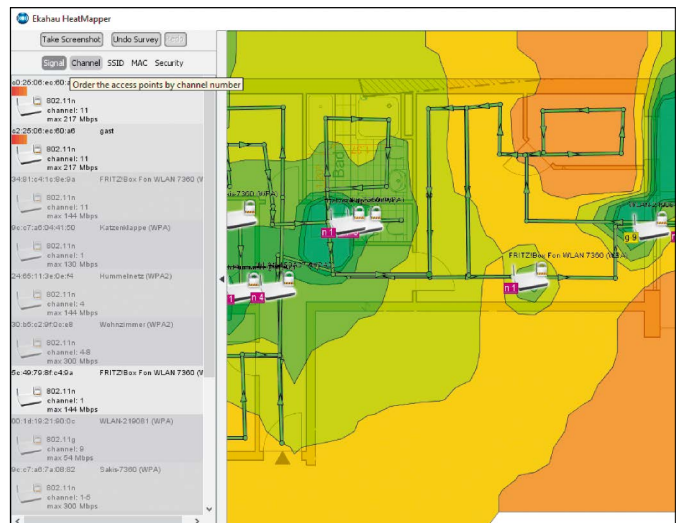 Ekahau HeatMapper
Take Screenshot Undo Survey
Signal Channel SSID MAC Security
Order the access points by channel number
802.11n
channel: 11
max 217 Mbps
c2:25:06:ec:60:a6 gast
802.11n
channel: 11
max 217 Mbps
34:81:c4:1c:9e:9a FRITZ!Box Fon WLAN 7360 (W
802.11n
channel: 11
max 144 Mbps
9c:c7:a6:04:41:50 Katzenklappe (WPA)
802.11n
channel: 1
max 130 Mbps
24:65:11:3e:0e:f4 Hummelnetz (WPA2)
802.11n
channel: 4
max 144 Mbps
30:b5:c2:9f:0c:e8 Wohnzimmer (WPA2)
802.11n
channel: 4-8
max 300 Mbps
5c:49:79:8f:c4:9a FRITZ!Box Fon WLAN 7360 (W
802.11n
channel: 1
max 144 Mbps
00:1d:19:21:90:0c WLAN-219081 (WPA)
802.11g
channel: 9
max 54 Mbps
9c:c7:a6:7a:08:62 Sakis-7360 (WPA)
802.11n
channel: 1-5
max 300 Mbps
Bad
-7360 (WPA)
n 1
n 4
FRITZ!Box Fon WLAN 7360 (WPA)
n 1
g 9